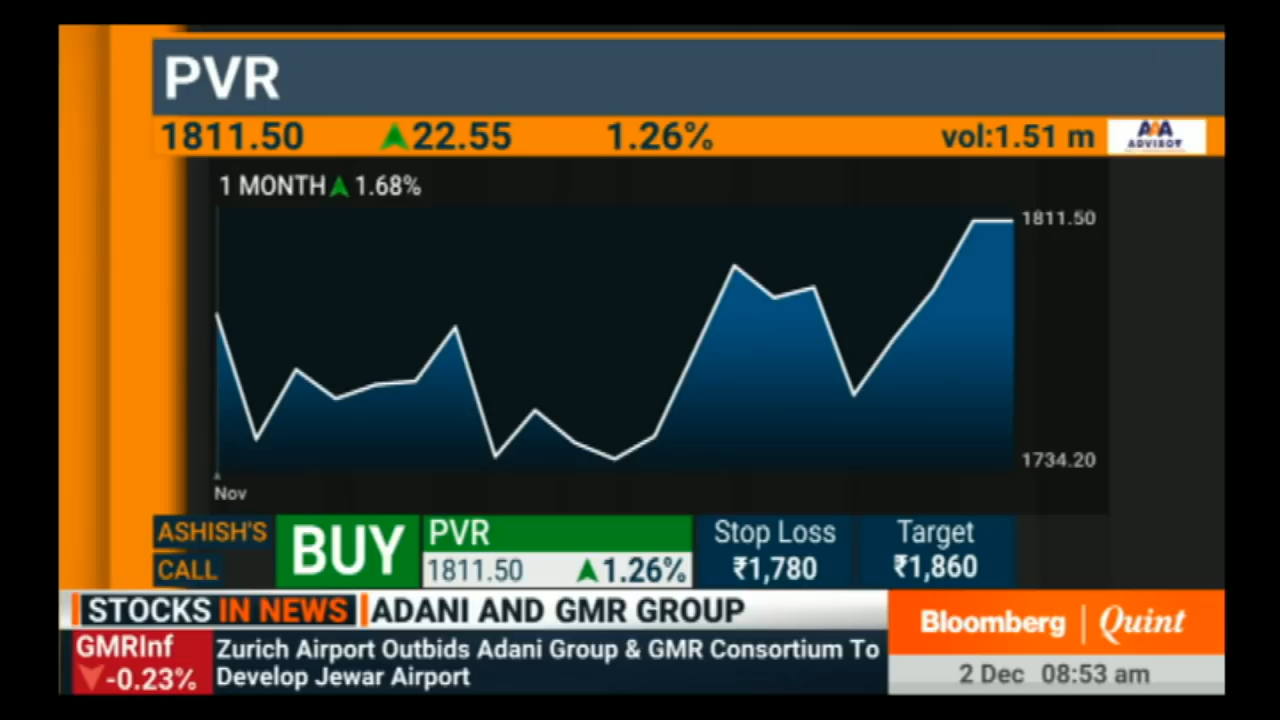 PVR
1811.50 ▲22.55 1.26% vol:1.51 m
ADVISOR
1 MONTH ▲ 1.68%
1811.50
1734.20
Nov
ASHISH'S
CALL
BUY
PVR
1811.50 ▲1.26%
Stop Loss
₹1,780
Target
₹1,860
STOCKS IN NEWS
ADANI AND GMR GROUP
GMRInf
▼-0.23%
Zurich Airport Outbids Adani Group & GMR Consortium To
Develop Jewar Airport
Bloomberg | Quint
2 Dec 08:53 am